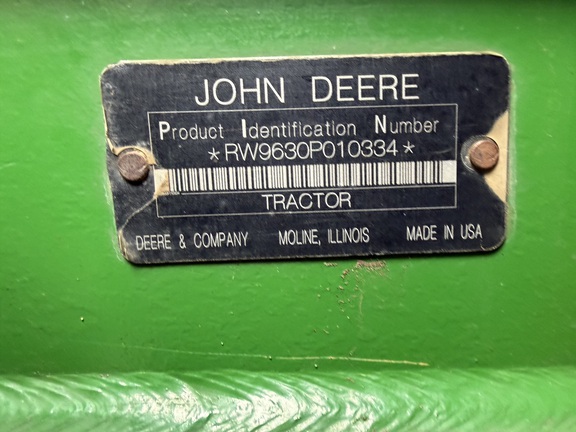 JOHN DEERE
Product Identification Number
*RW9630P010334*
TRACTOR
DEERE & COMPANY MOLINE, ILLINOIS MADE IN USA